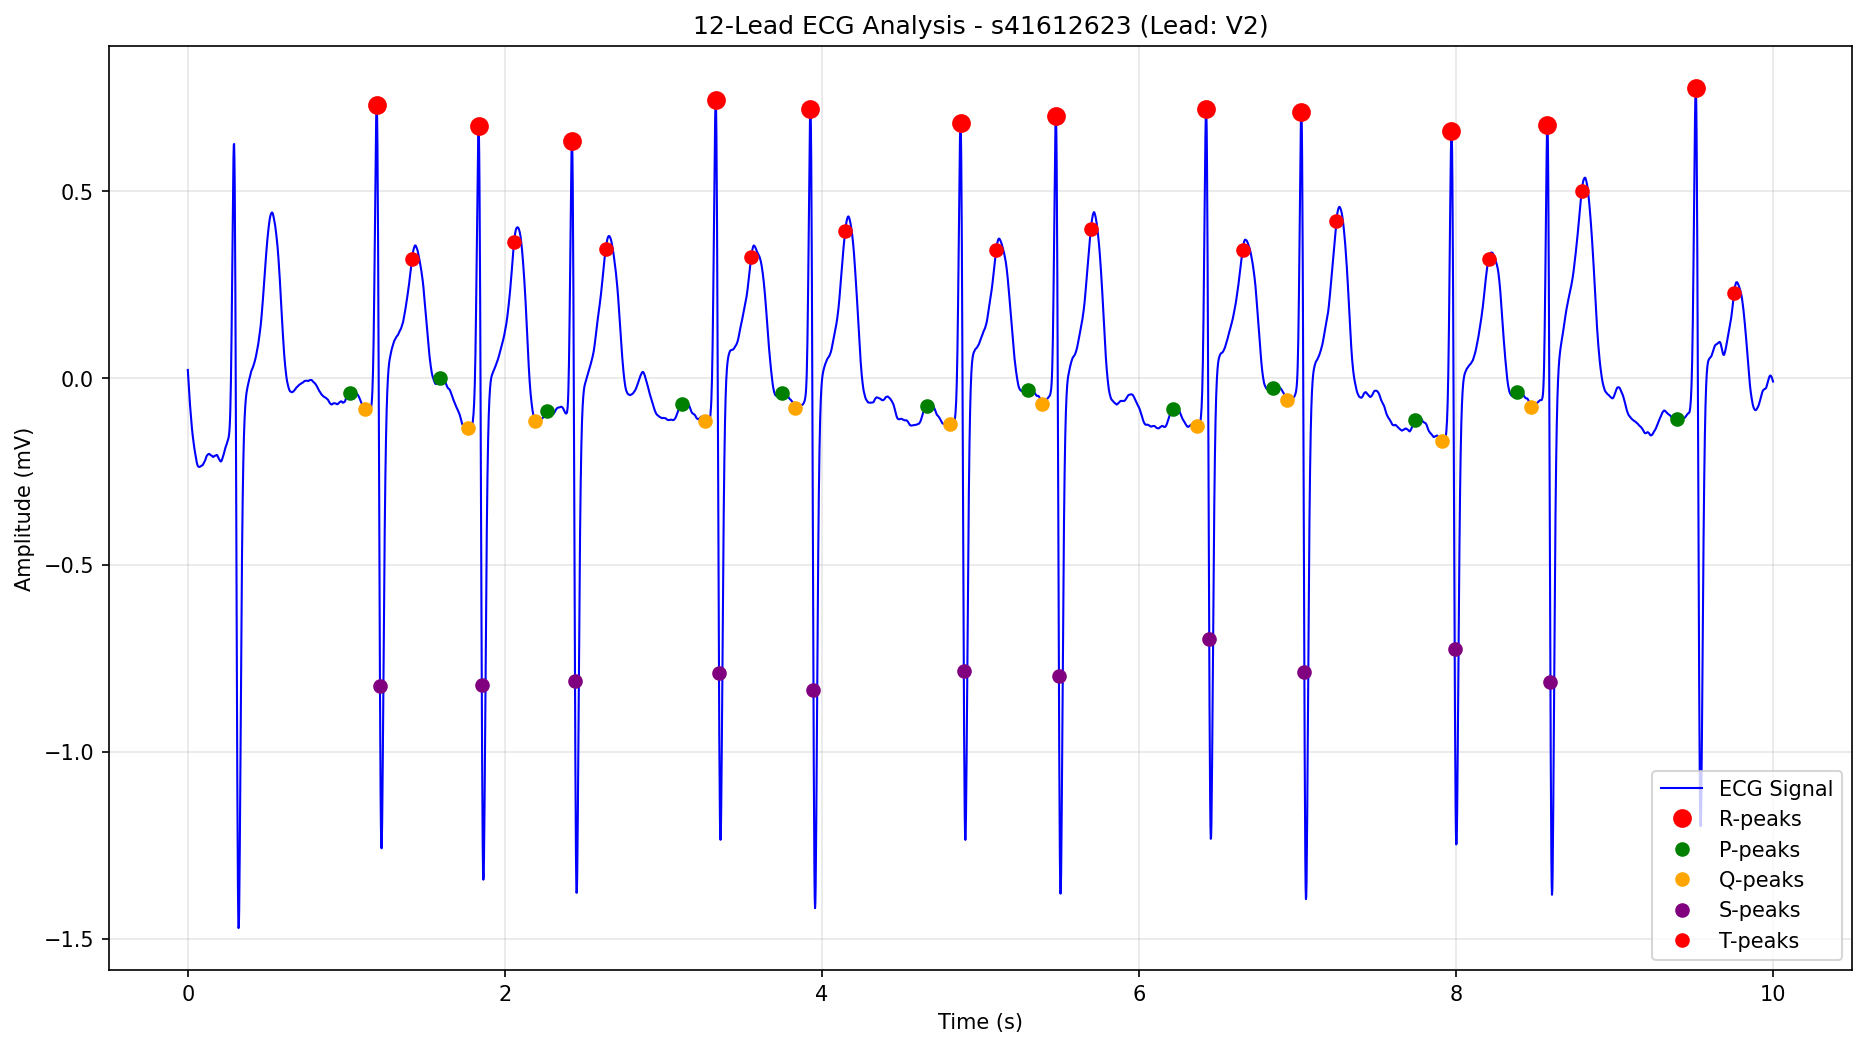 12-Lead ECG Analysis - s41612623 (Lead: V2)
Amplitude (mV)
0.5
0.0
−0.5
−1.0
−1.5
0
2
4
6
8
10
Time (s)
ECG Signal
R-peaks
P-peaks
Q-peaks
S-peaks
T-peaks